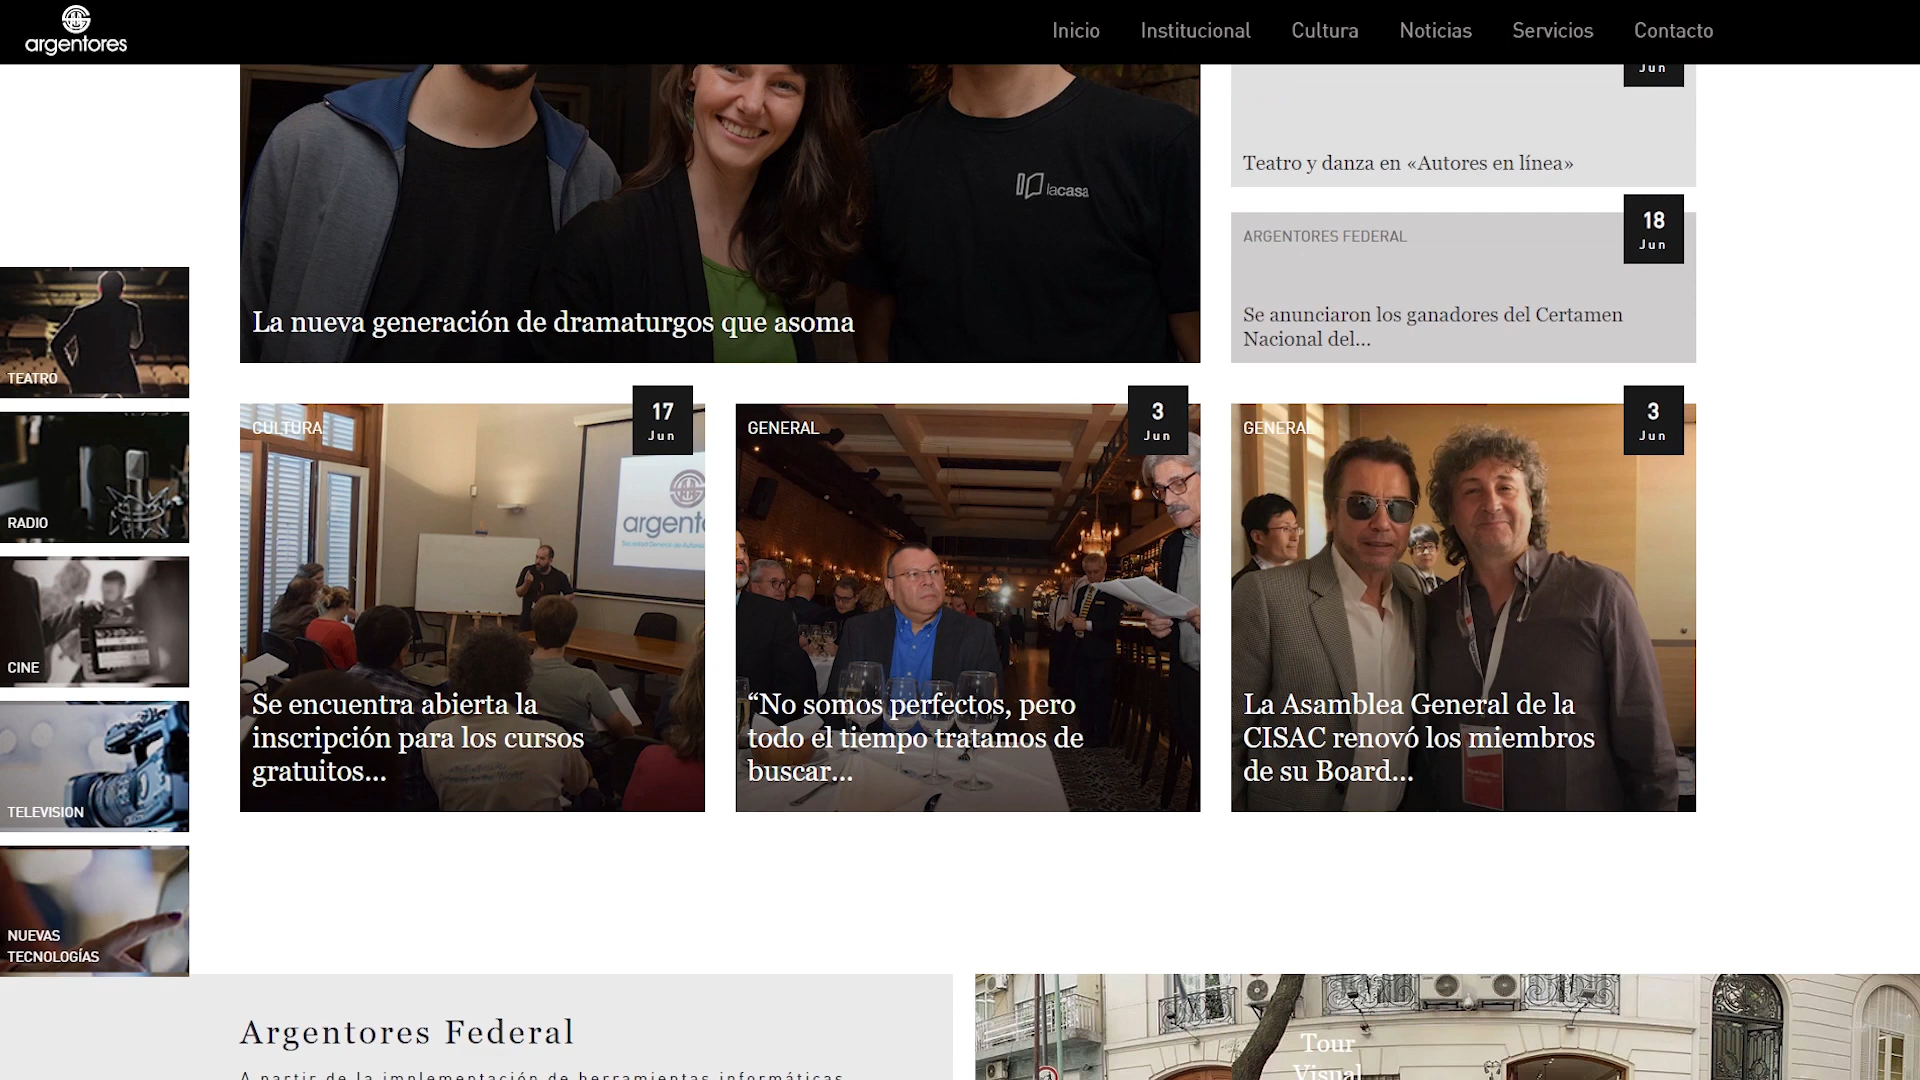 argentores
Inicio
Institucional
Cultura
Noticias
Servicios
Contacto
Jun
Teatro y danza en «Autores en línea»
lacasa
La nueva generación de dramaturgos que asoma
ARGENTORES FEDERAL
18
Jun
Se anunciaron los ganadores del Certamen
Nacional del...
TEATRO
RADIO
CINE
TELEVISION
NUEVAS
TECNOLOGÍAS
CULTURA
17
Jun
argent
Se encuentra abierta la
inscripción para los cursos
gratuitos...
GENERAL
3
Jun
“No somos perfectos, pero
todo el tiempo tratamos de
buscar...
GENERAL
3
Jun
La Asamblea General de la
CISAC renovó los miembros
de su Board...
Argentores Federal
A partir de la implementación de herramientas informáticas
Tour
Visual